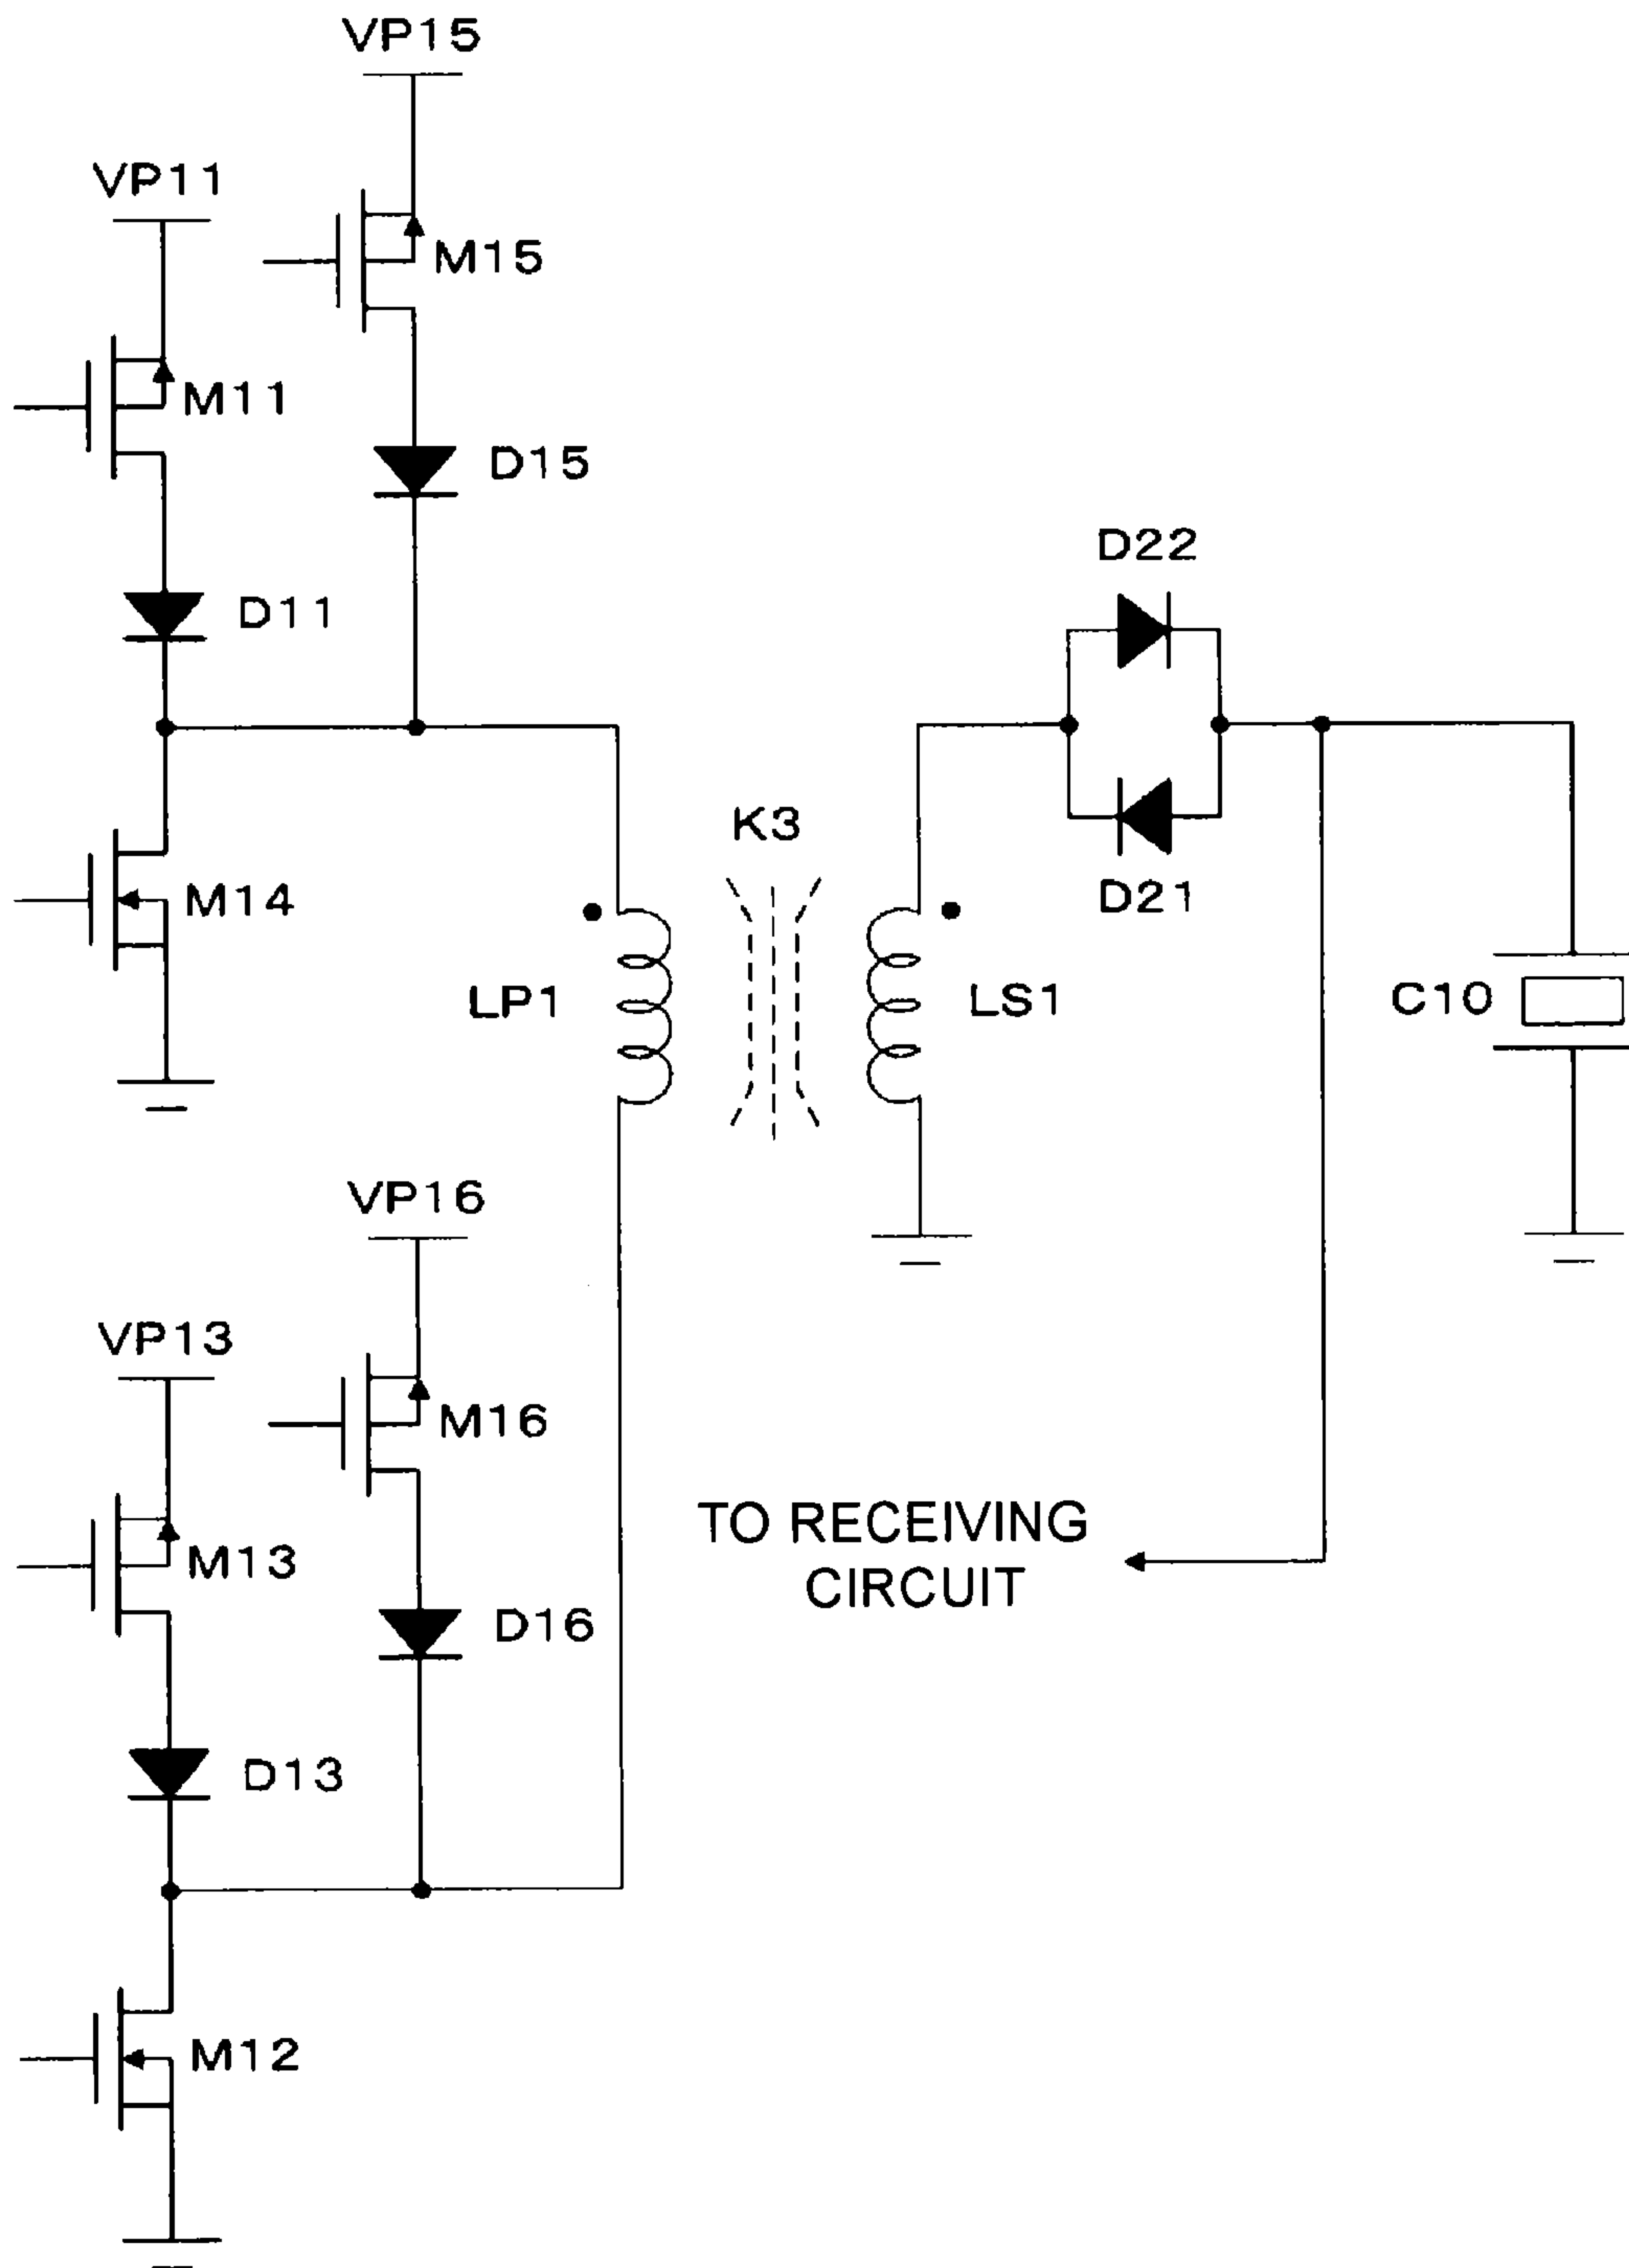 VP15
VP11
M15
M11
D15
D22
D11
K3
M14
D21
LP1
LS1
C10
VP16
VP13
M16
TO RECEIVING
CIRCUIT
M13
D16
D13
M12